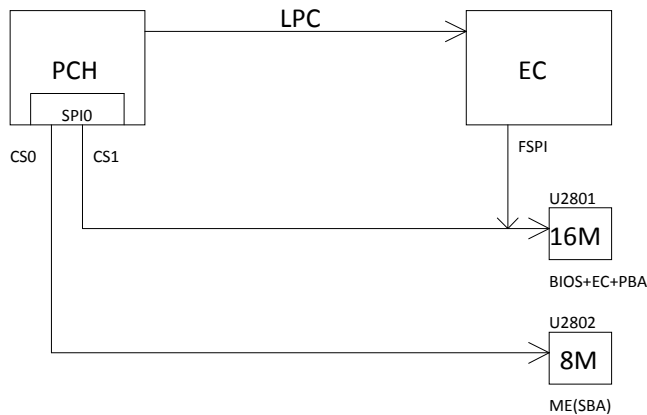 LPC
PCH
EC
SPI0
CS0
CS1
FSPI
U2801
16M
BIOS+EC+PBA
U2802
8M
ME(SBA)